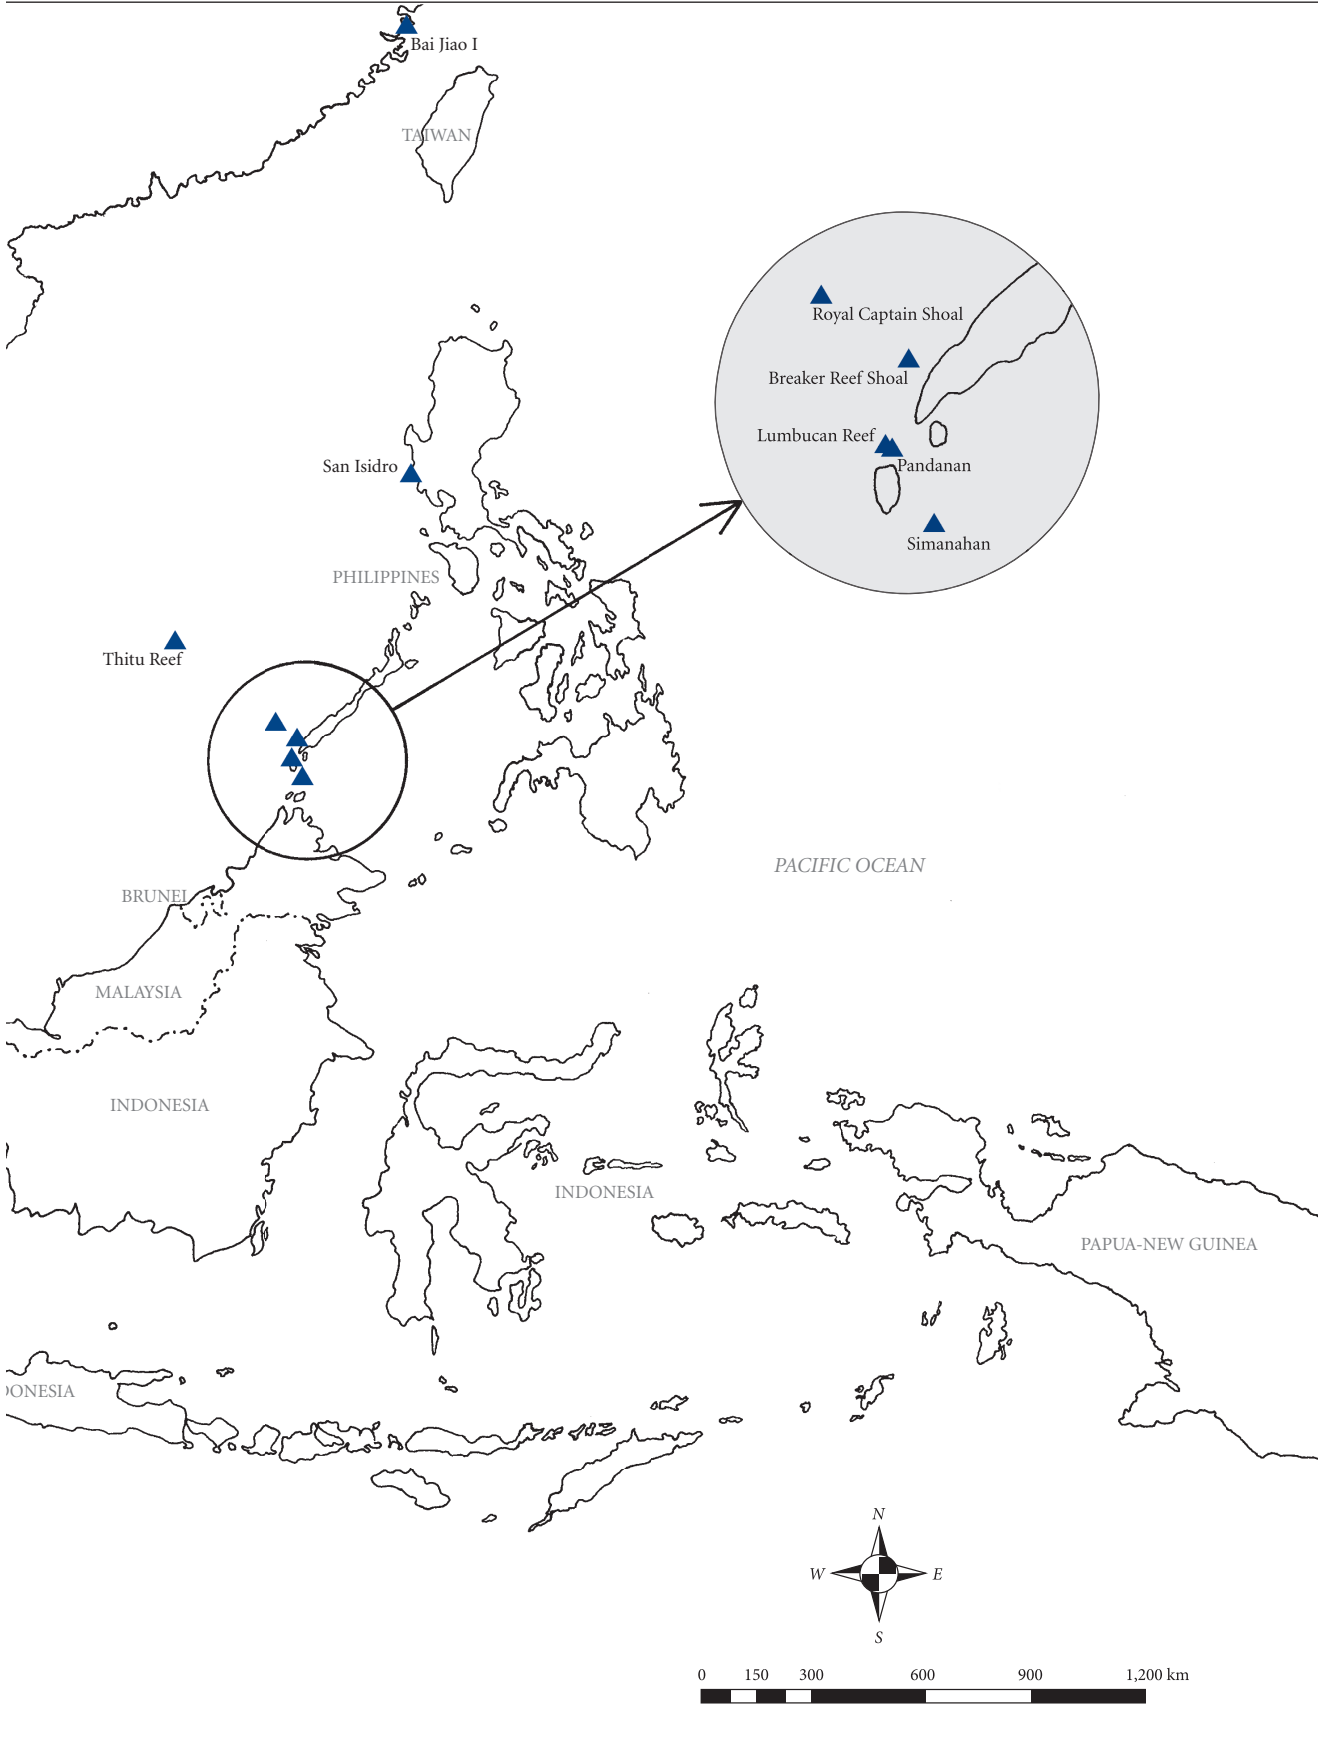 Bai Jiao I
TAIWAN
Royal Captain Shoal
Breaker Reef Shoal
Lumbucan Reef
Pandanan
San Isidro
Simanahan
PHILIPPINES
Thitu Reef
PACIFIC OCEAN
BRUNEI
MALAYSIA
INDONESIA
INDONESIA
PAPUA-NEW GUINEA
DONESIA
N
W E
S
0 150 300 600 900 1,200 km